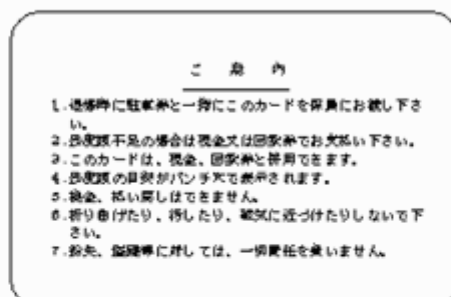 ご案内
1.退場時に駐車券と一緒にこのカードを係員にお渡し下さ
い。
2.残度額不足の場合は現金又は回数券でお支払い下さい。
3.このカードは、現金、回数券と併用できます。
4.残度額の目安がパンチ穴で表示されます。
5.換金、払い戻しはできません。
6.折り曲げたり、汚したり、磁気に近づけたりしないで下
さい。
7.紛失、盗難等に対しては、一切責任を負いません。